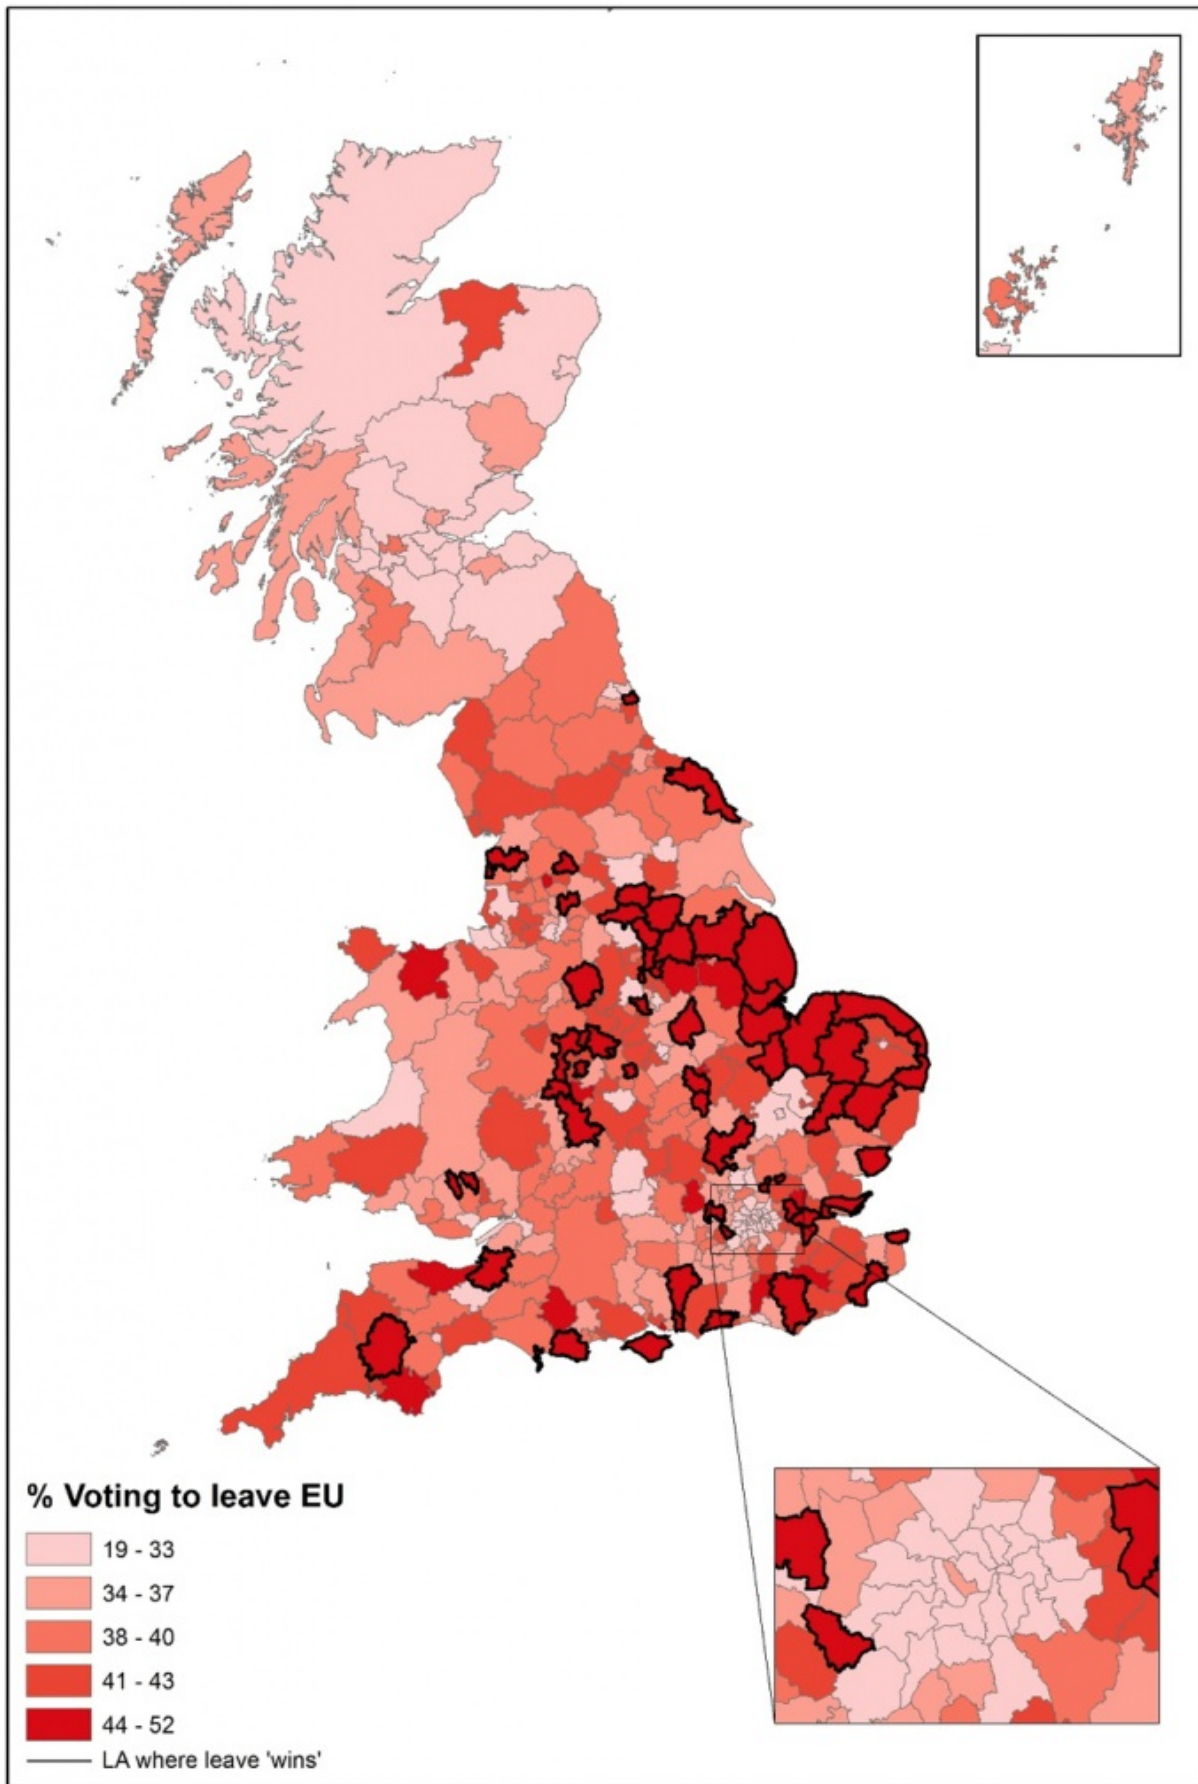 % Voting to leave EU
19 - 33
34 - 37
38 - 40
41 - 43
44 - 52
LA where leave 'wins'